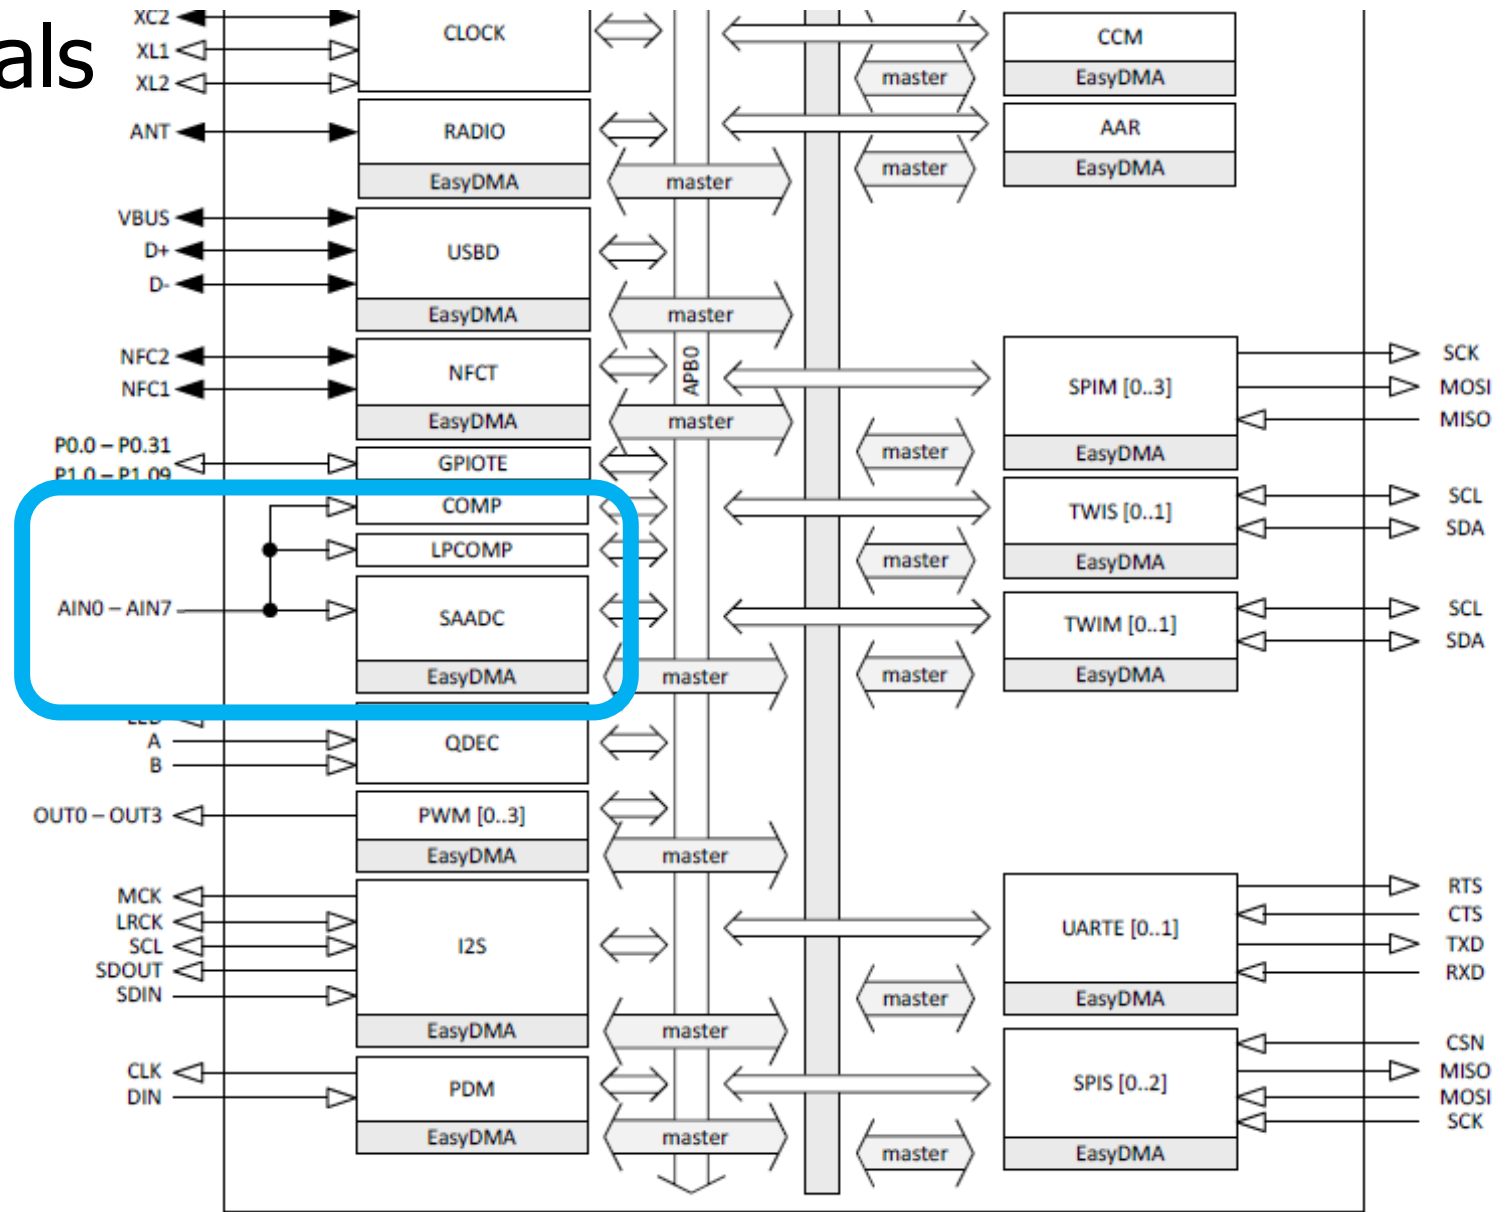 als
XC2
XL1
XL2
CLOCK
ANT
RADIO
EasyDMA
master
VBUS
D+
D-
USBD
EasyDMA
master
NFC2
NFC1
NFCT
EasyDMA
master
APB0
P0.0 – P0.31
P1.0 – P1.09
GPIOTE
COMP
LPCOMP
AIN0 – AIN7
SAADC
EasyDMA
master
LED
A
B
QDEC
OUT0 – OUT3
PWM [0..3]
EasyDMA
master
MCK
LRCK
SCL
SDOUT
SDIN
I2S
EasyDMA
master
CLK
DIN
PDM
EasyDMA
master
CCM
master
EasyDMA
AAR
master
EasyDMA
SPIM [0..3]
SCK
MOSI
MISO
master
EasyDMA
TWIS [0..1]
SCL
SDA
master
EasyDMA
TWIM [0..1]
SCL
SDA
master
EasyDMA
UARTE [0..1]
RTS
CTS
TXD
RXD
master
EasyDMA
SPIS [0..2]
CSN
MISO
MOSI
SCK
master
EasyDMA